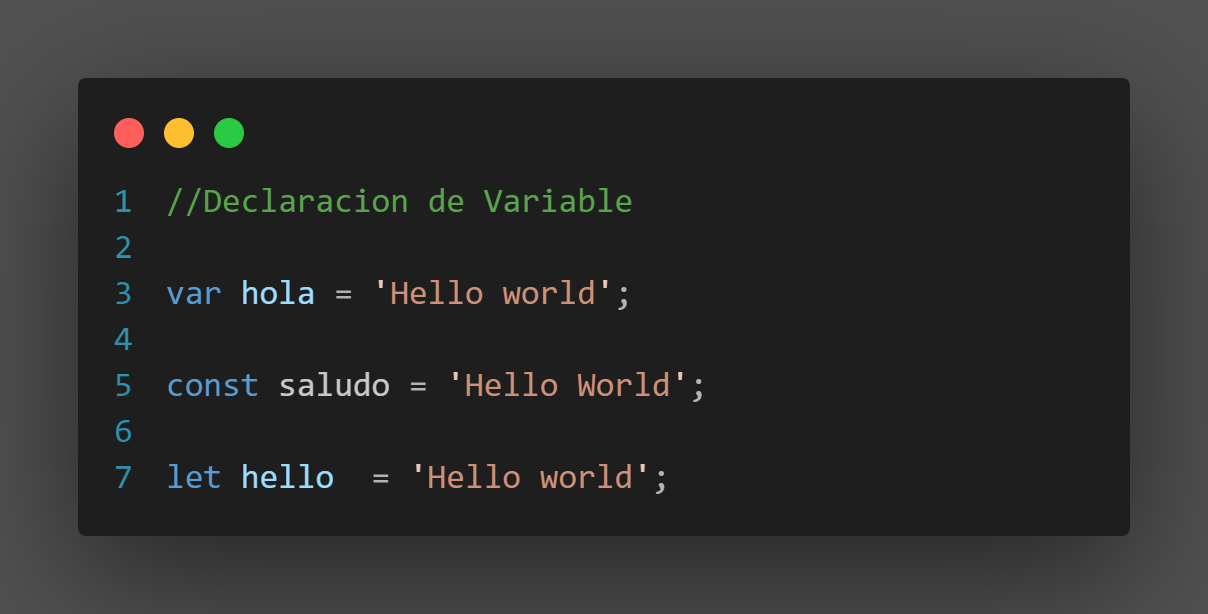 1 //Declaracion de Variable
2
3 var hola = 'Hello world';
4
5 const saludo = 'Hello World';
6
7 let hello  = 'Hello world';